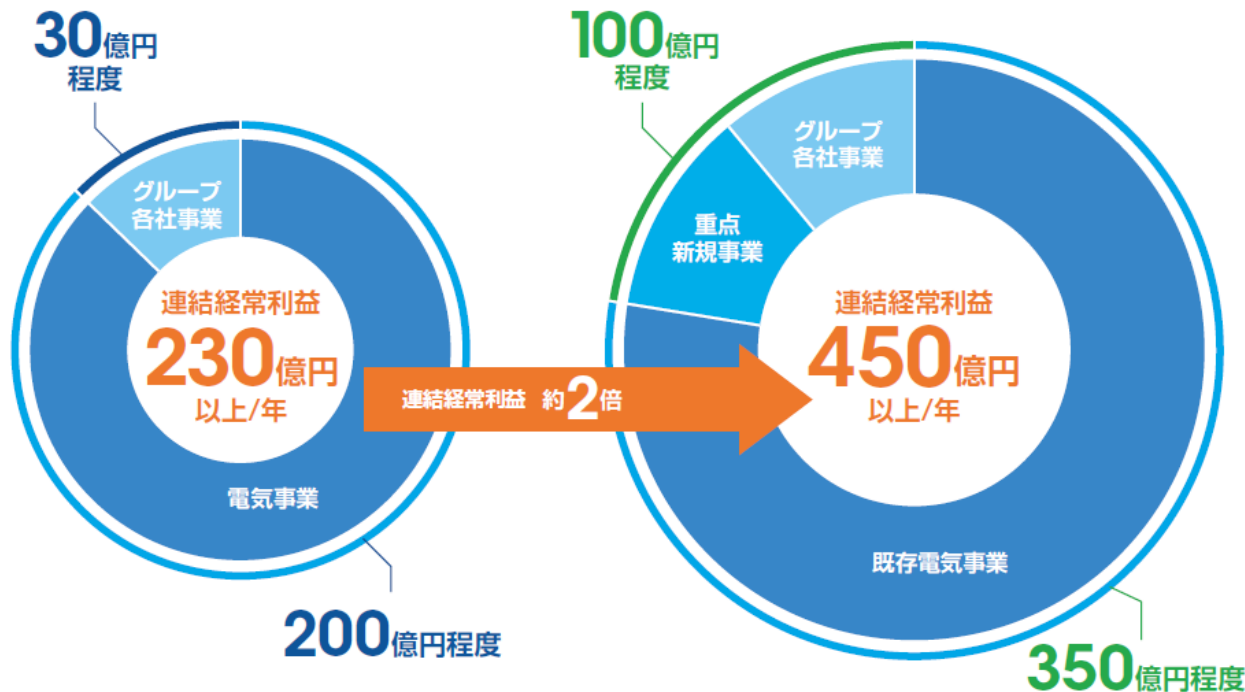 30億円
程度
グループ
各社事業
連結経常利益
230億円
以上/年
電気事業
200億円程度
連結経常利益 約2倍
100億円
程度
グループ
各社事業
重点
新規事業
連結経常利益
450億円
以上/年
既存電気事業
350億円程度